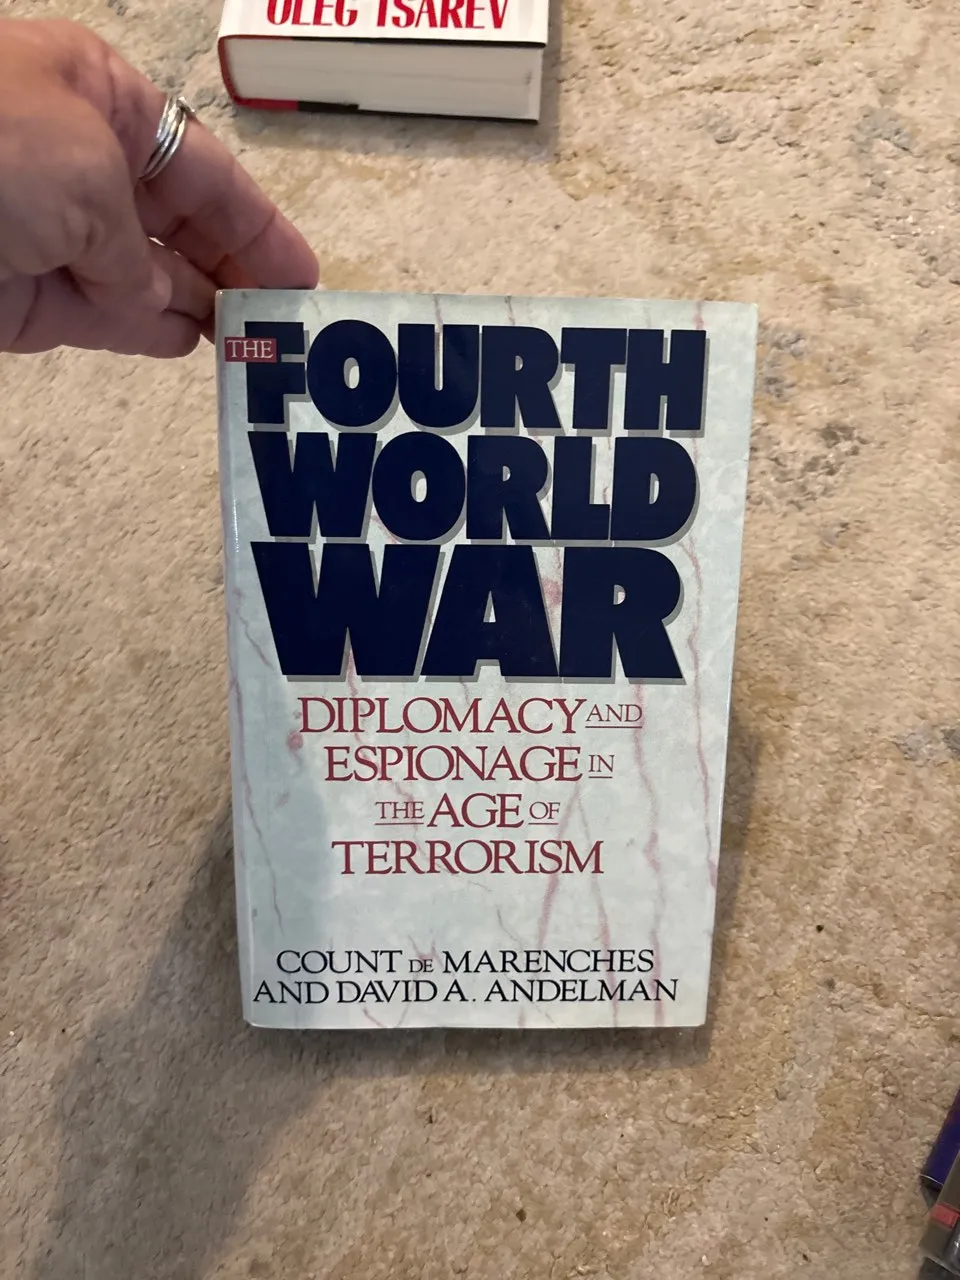 OLEG TSAREV
THE
FOURTH
WORLD
WAR
DIPLOMACY AND
ESPIONAGE IN
THE AGE OF
TERRORISM
COUNT DE MARENCHES
AND DAVID A. ANDELMAN